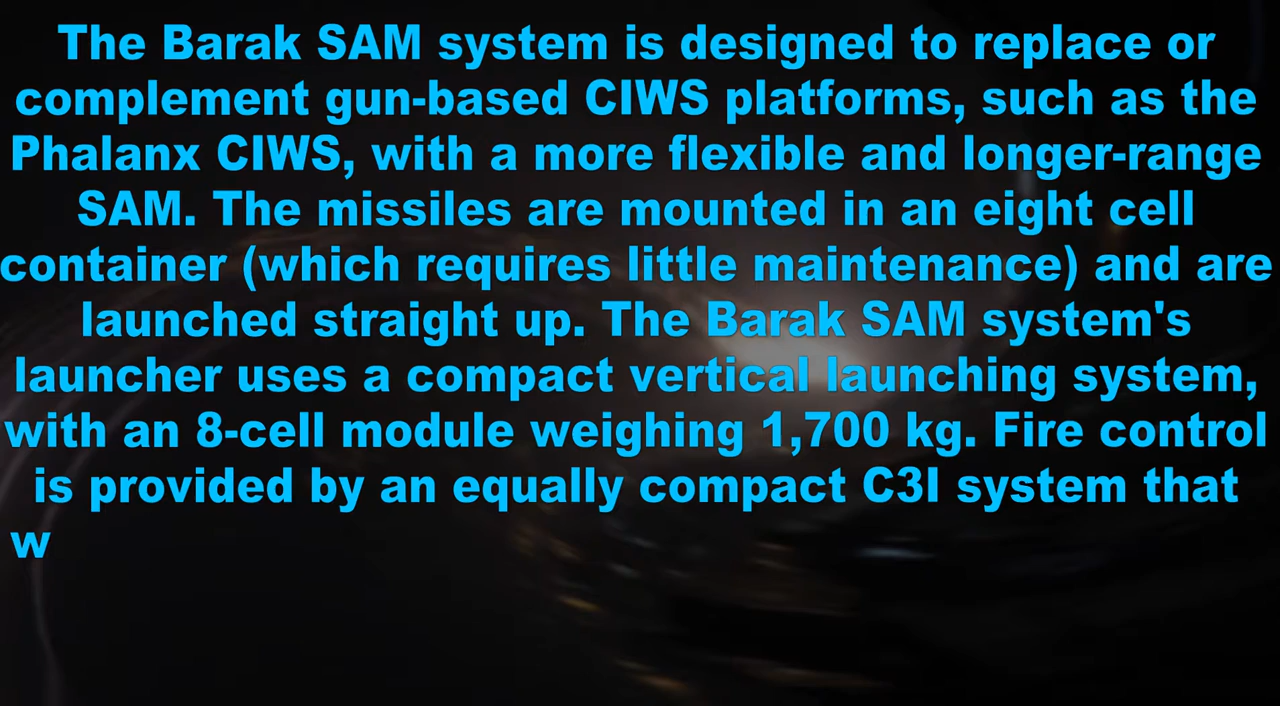 The Barak SAM system is designed to replace or
complement gun-based CIWS platforms, such as the
Phalanx CIWS, with a more flexible and longer-range
SAM. The missiles are mounted in an eight cell
container (which requires little maintenance) and are
launched straight up. The Barak SAM system's
launcher uses a compact vertical launching system,
with an 8-cell module weighing 1,700 kg. Fire control
is provided by an equally compact C3I system that
w